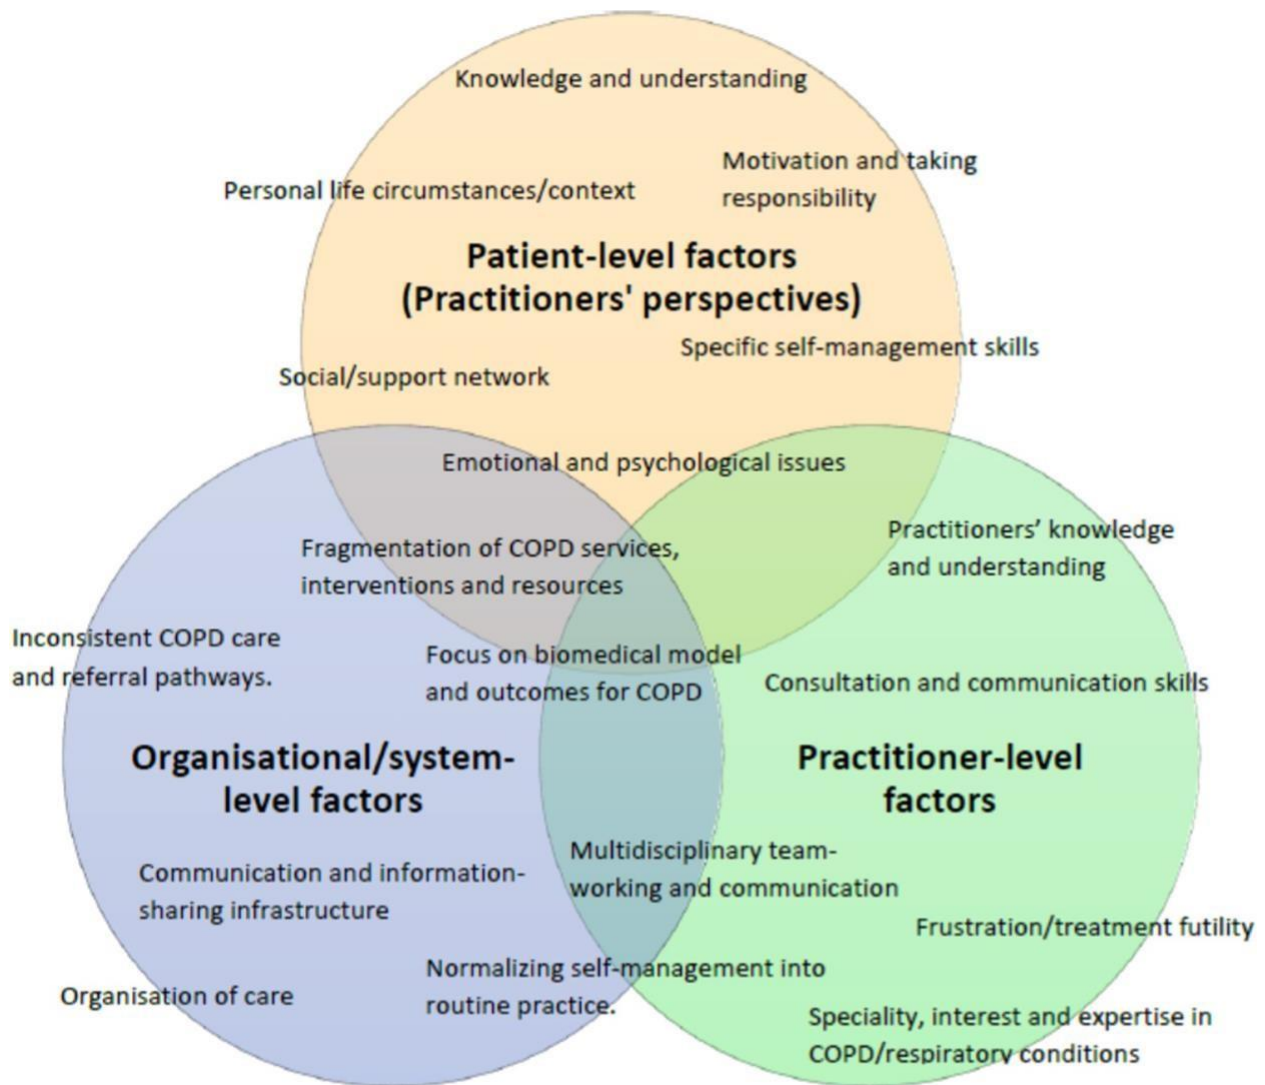 Knowledge and understanding
Motivation and taking
responsibility
Personal life circumstances/context
Patient-level factors
(Practitioners' perspectives)
Specific self-management skills
Social/support network
Emotional and psychological issues
Fragmentation of COPD services,
interventions and resources
Practitioners’ knowledge
and understanding
Inconsistent COPD care
and referral pathways.
Focus on biomedical model
and outcomes for COPD
Consultation and communication skills
Organisational/system-
level factors
Practitioner-level
factors
Multidisciplinary team-
working and communication
Communication and information-
sharing infrastructure
Frustration/treatment futility
Normalizing self-management into
routine practice.
Organisation of care
Speciality, interest and expertise in
COPD/respiratory conditions